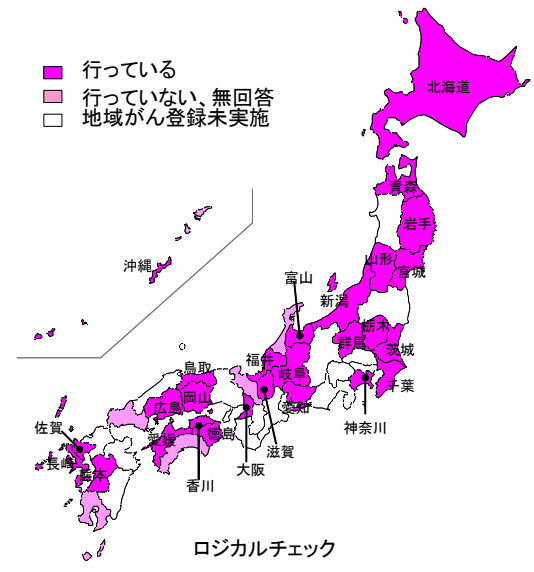 行っている
行っていない、無回答
地域がん登録未実施
北海道
青森
岩手
沖縄
山形
宮城
富山
新潟
栃木
群馬
茨城
福井
鳥取
岐阜
千葉
岡山
広島
愛知
佐賀
神奈川
徳島
愛媛
滋賀
長崎
大阪
熊本
香川
ロジカルチェック